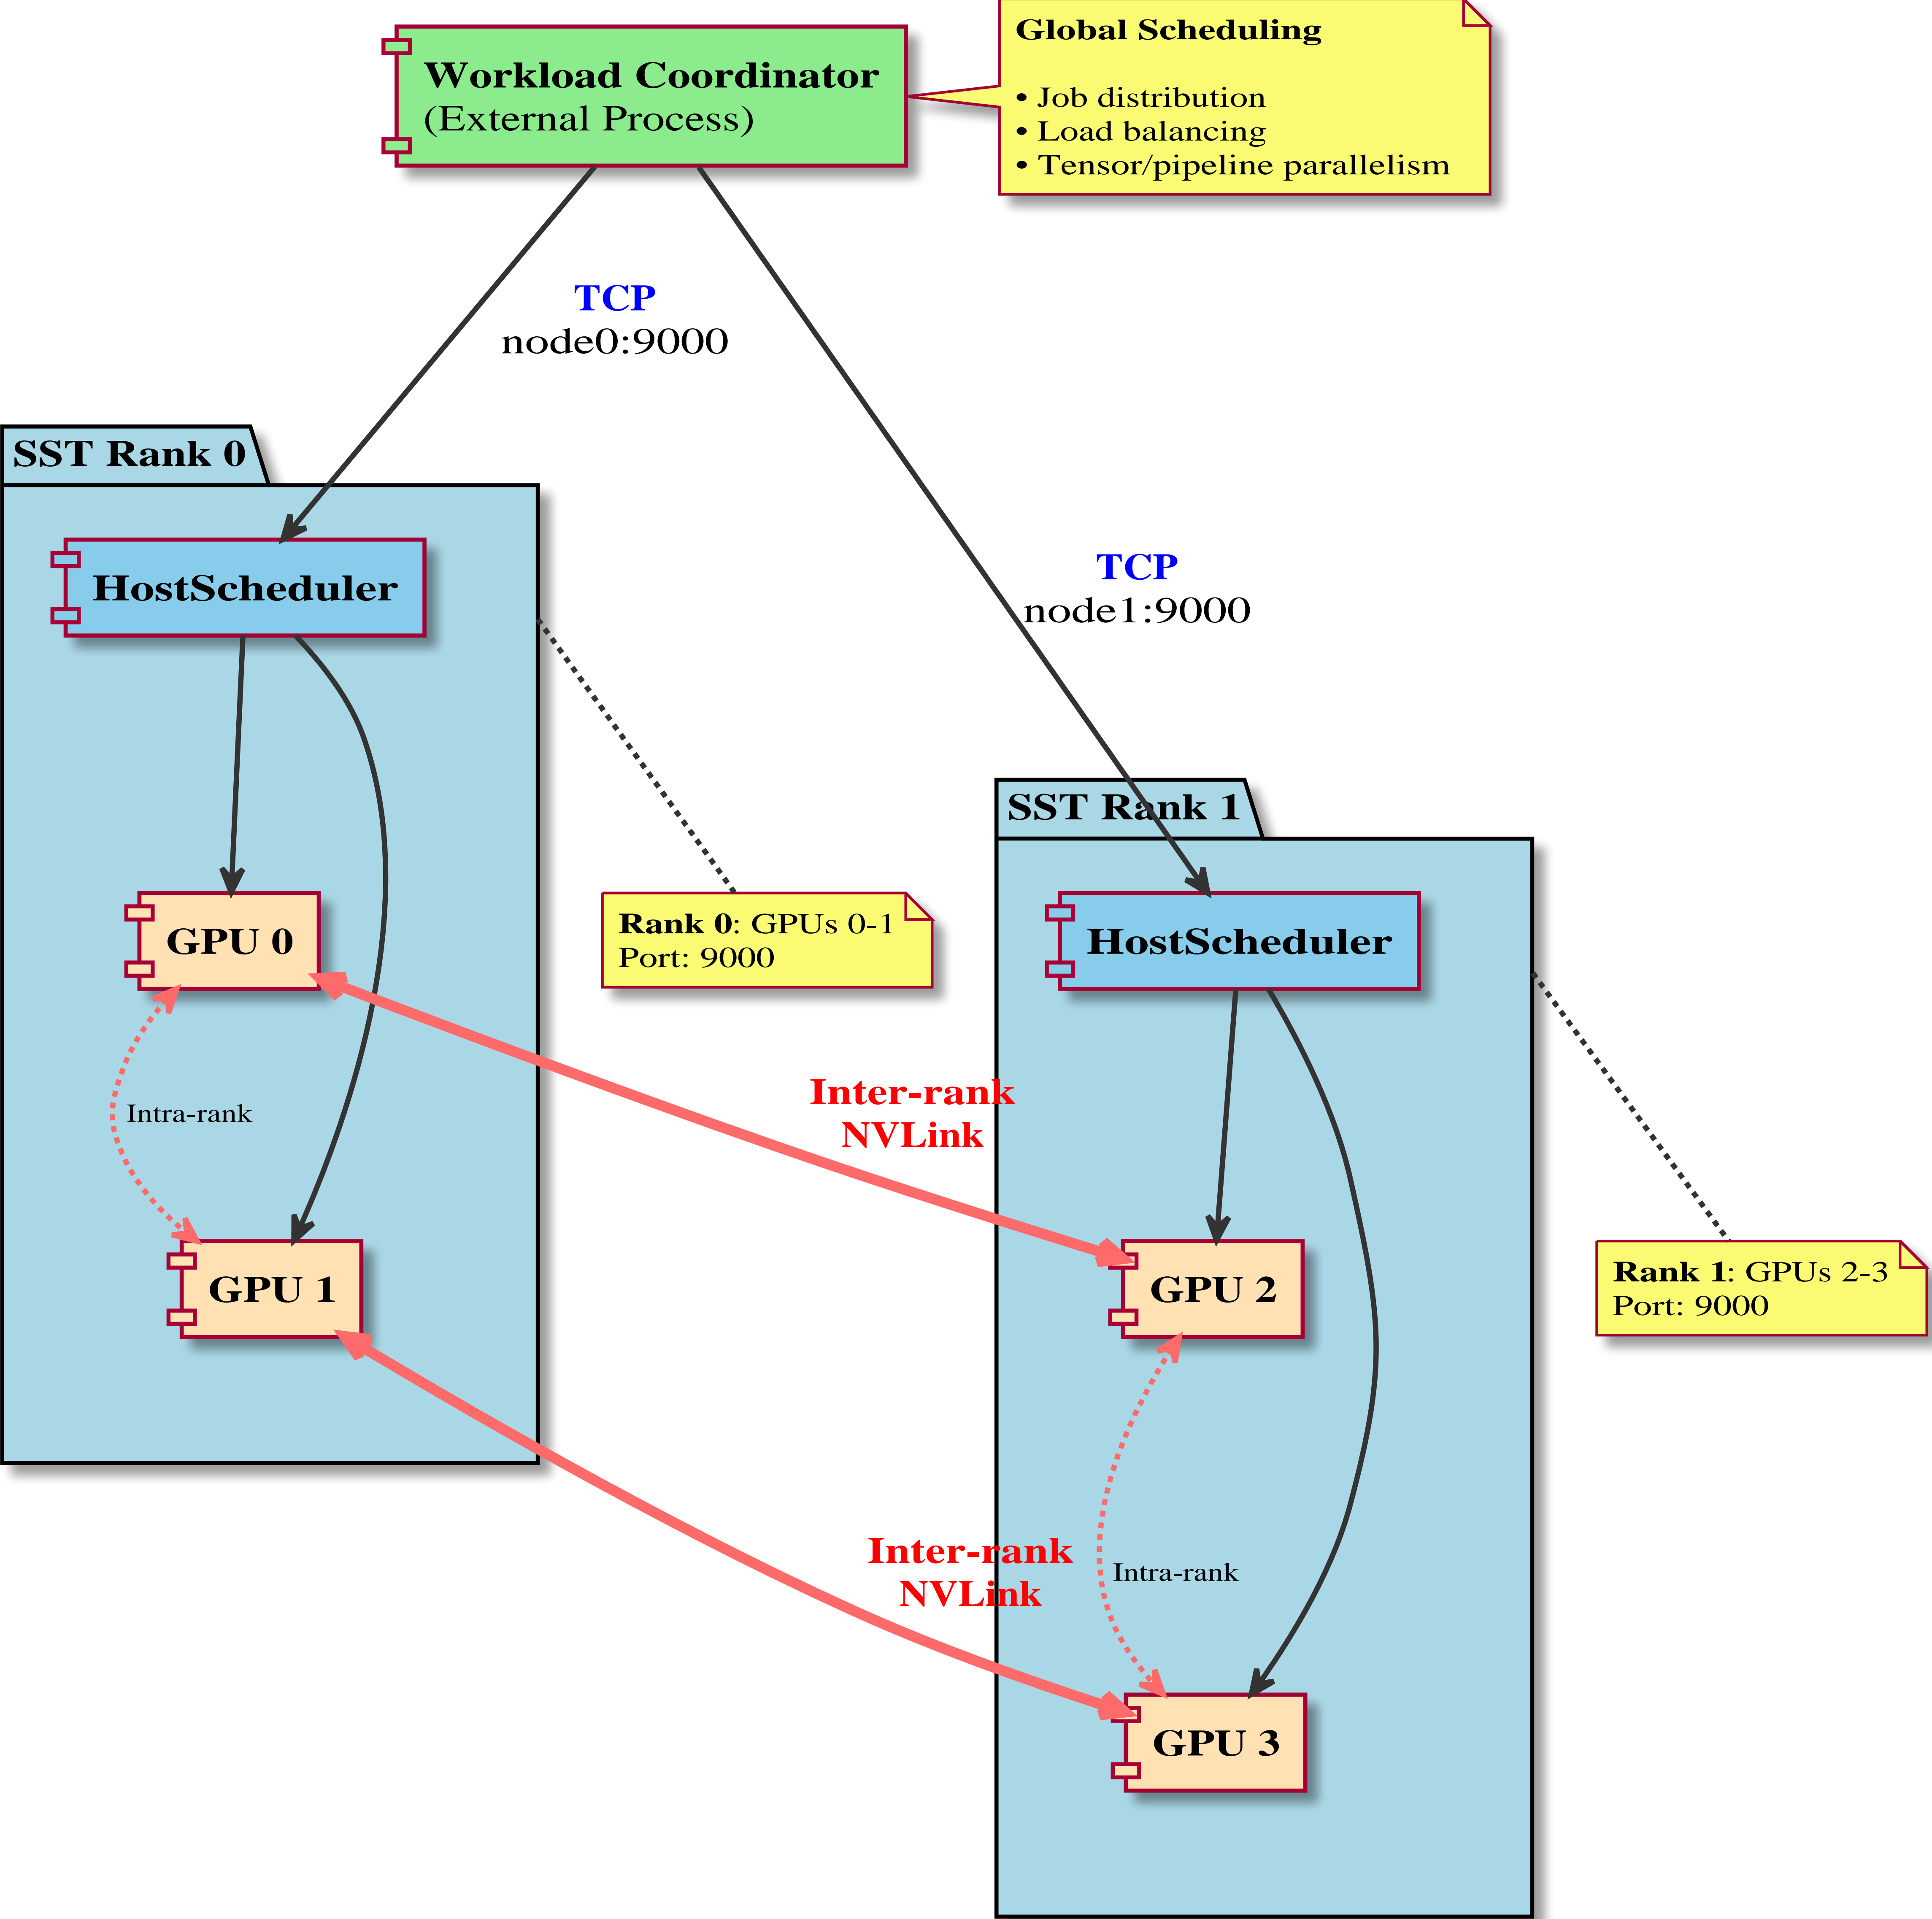 Workload Coordinator
(External Process)
Global Scheduling
• Job distribution
• Load balancing
• Tensor/pipeline parallelism
TCP
node0:9000
TCP
node1:9000
SST Rank 0
HostScheduler
GPU 0
Intra-rank
GPU 1
Rank 0: GPUs 0-1
Port: 9000
SST Rank 1
HostScheduler
Inter-rank
NVLink
GPU 2
Rank 1: GPUs 2-3
Port: 9000
Inter-rank
NVLink
Intra-rank
GPU 3